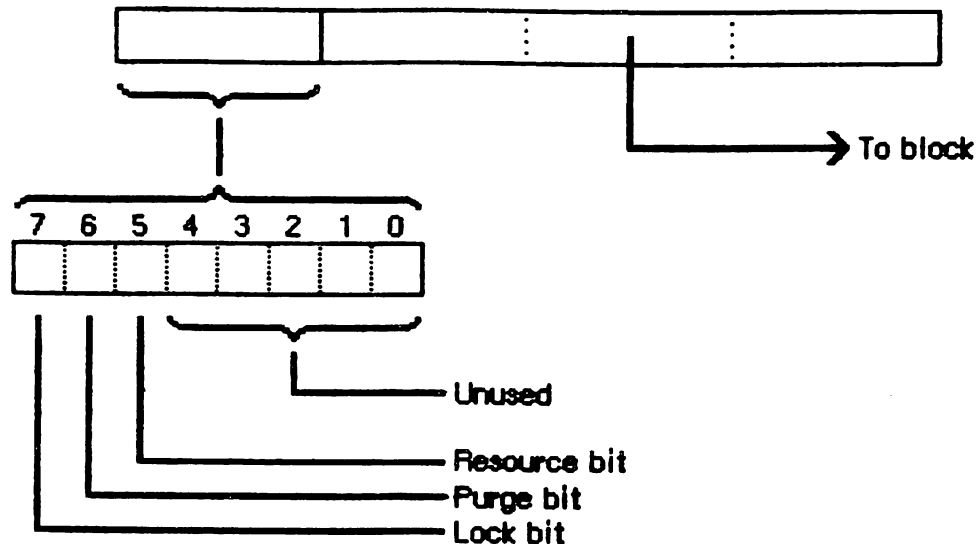 To block
7 6 5 4 3 2 1 0
Unused
Resource bit
Purge bit
Lock bit